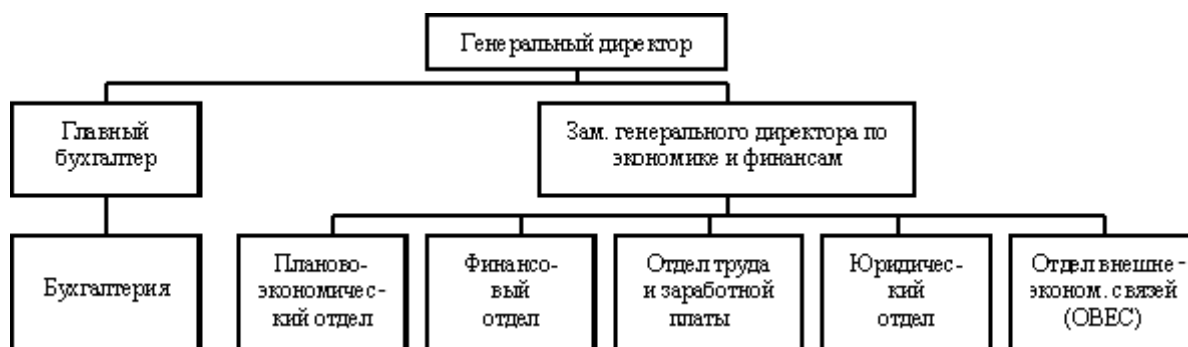 Генеральный директор
Главный
бухгалтер
Зам. генерального директора по
экономике и финансам
Бухгалтерия
Планово-
экономичес-
кий отдел
Финансо-
вый
отдел
Отдел труда
и заработной
платы
Юридичес-
кий
отдел
Отдел внешне-
эконом. связей
(ОВЕС)